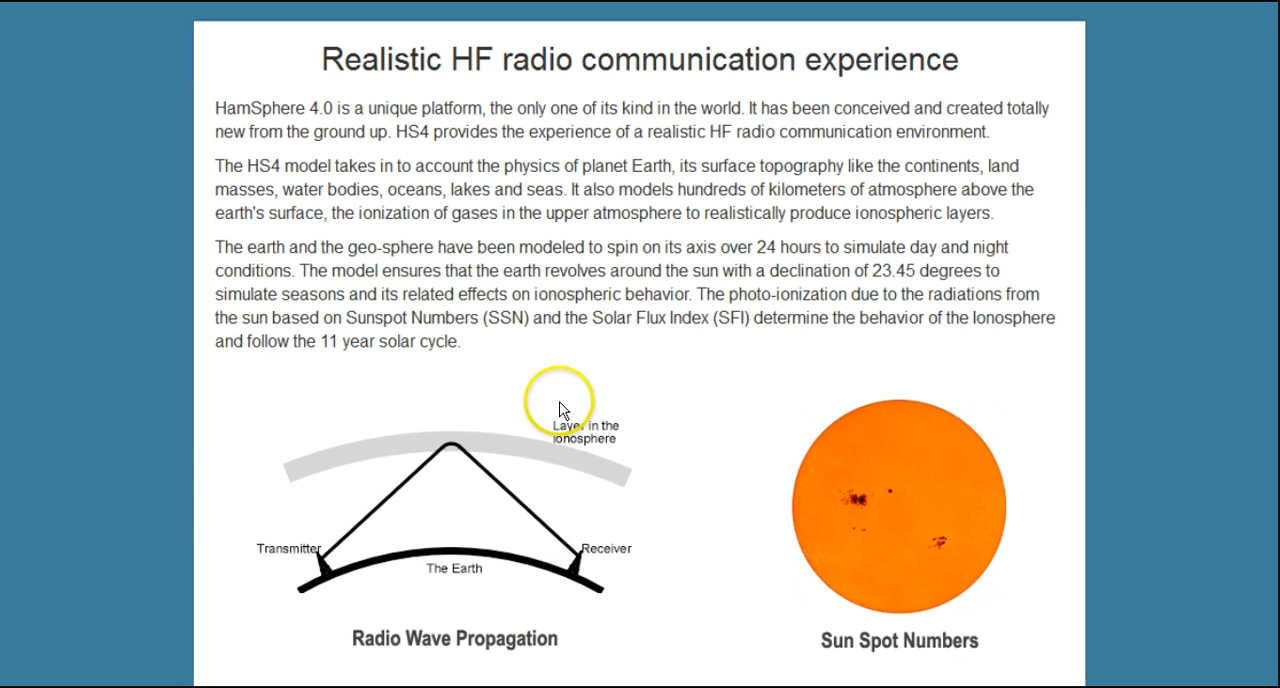 Realistic HF radio communication experience
HamSphere 4.0 is a unique platform, the only one of its kind in the world. It has been conceived and created totally
new from the ground up. HS4 provides the experience of a realistic HF radio communication environment.
The HS4 model takes in to account the physics of planet Earth, its surface topography like the continents, land
masses, water bodies, oceans, lakes and seas. It also models hundreds of kilometers of atmosphere above the
earth's surface, the ionization of gases in the upper atmosphere to realistically produce ionospheric layers.
The earth and the geo-sphere have been modeled to spin on its axis over 24 hours to simulate day and night
conditions. The model ensures that the earth revolves around the sun with a declination of 23.45 degrees to
simulate seasons and its related effects on ionospheric behavior. The photo-ionization due to the radiations from
the sun based on Sunspot Numbers (SSN) and the Solar Flux Index (SFI) determine the behavior of the Ionosphere
and follow the 11 year solar cycle.
Layer in the
ionosphere
Transmitter
Receiver
The Earth
Radio Wave Propagation
Sun Spot Numbers